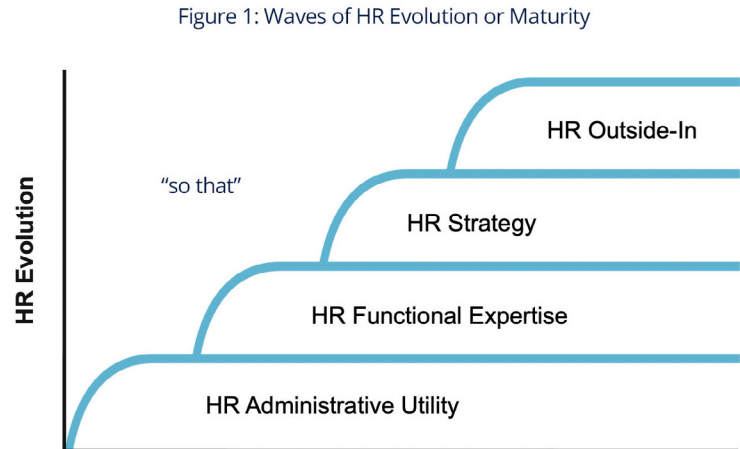 Figure 1: Waves of HR Evolution or Maturity
HR Outside-In
"so that"
HR Strategy
HR Evolution
HR Functional Expertise
HR Administrative Utility